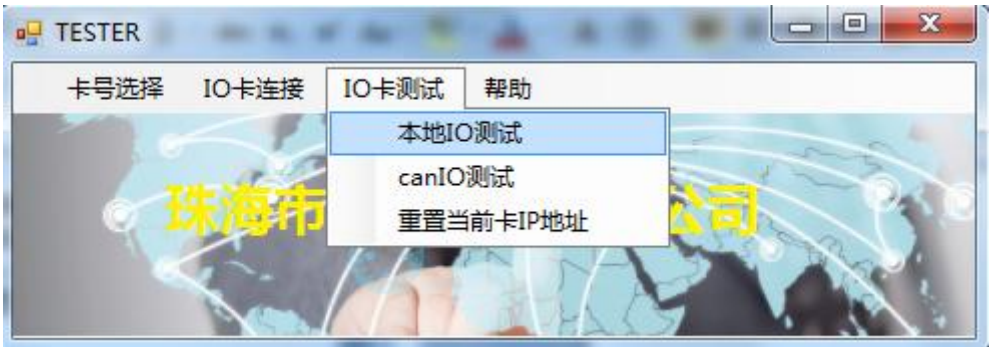 TESTER
卡号选择 IO卡连接 IO卡测试 帮助
本地IO测试
canIO测试
重置当前卡IP地址
珠海市
公司